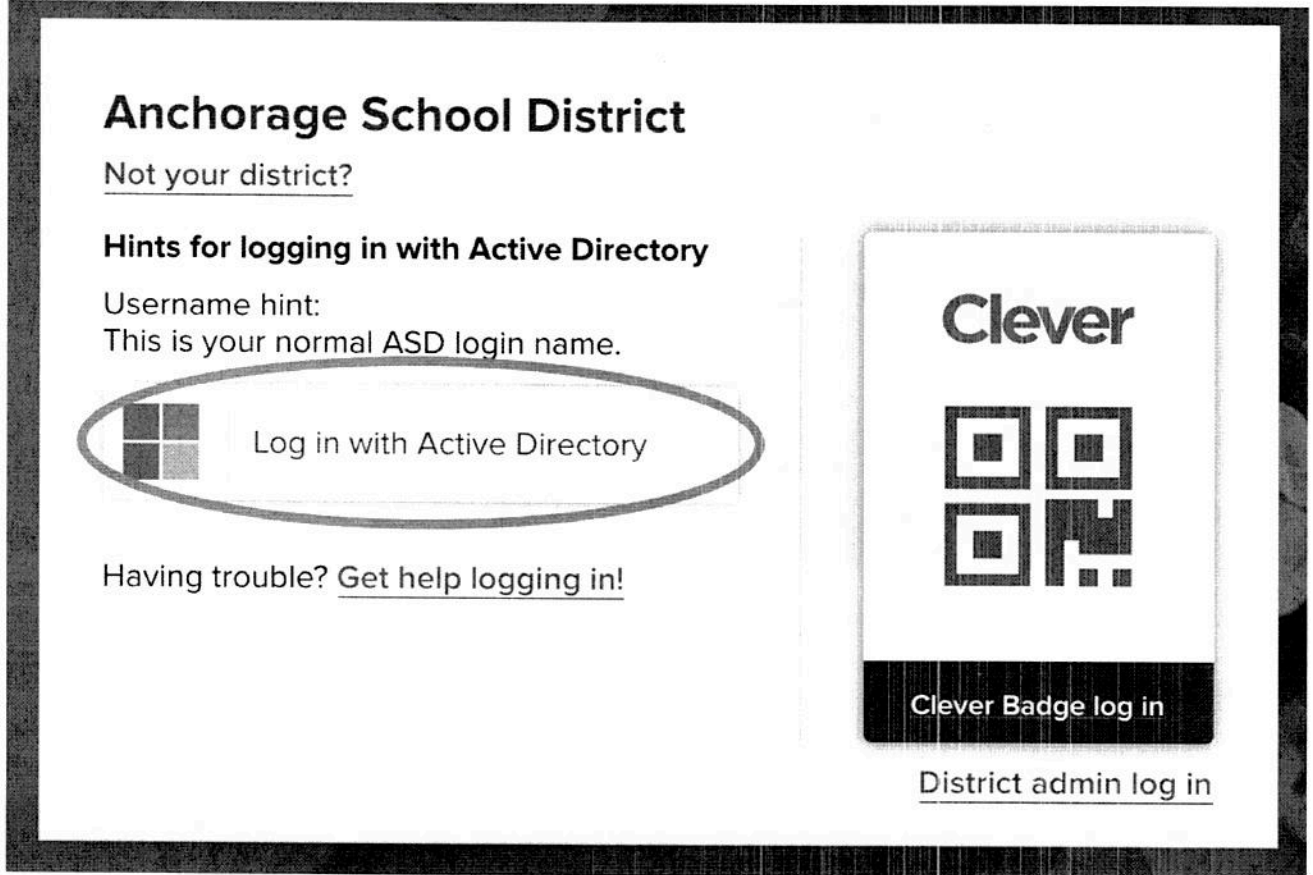 Anchorage School District
Not your district?
Hints for logging in with Active Directory
Username hint:
This is your normal ASD login name.
Log in with Active Directory
Having trouble? Get help logging in!
Clever
Clever Badge log in
District admin log in